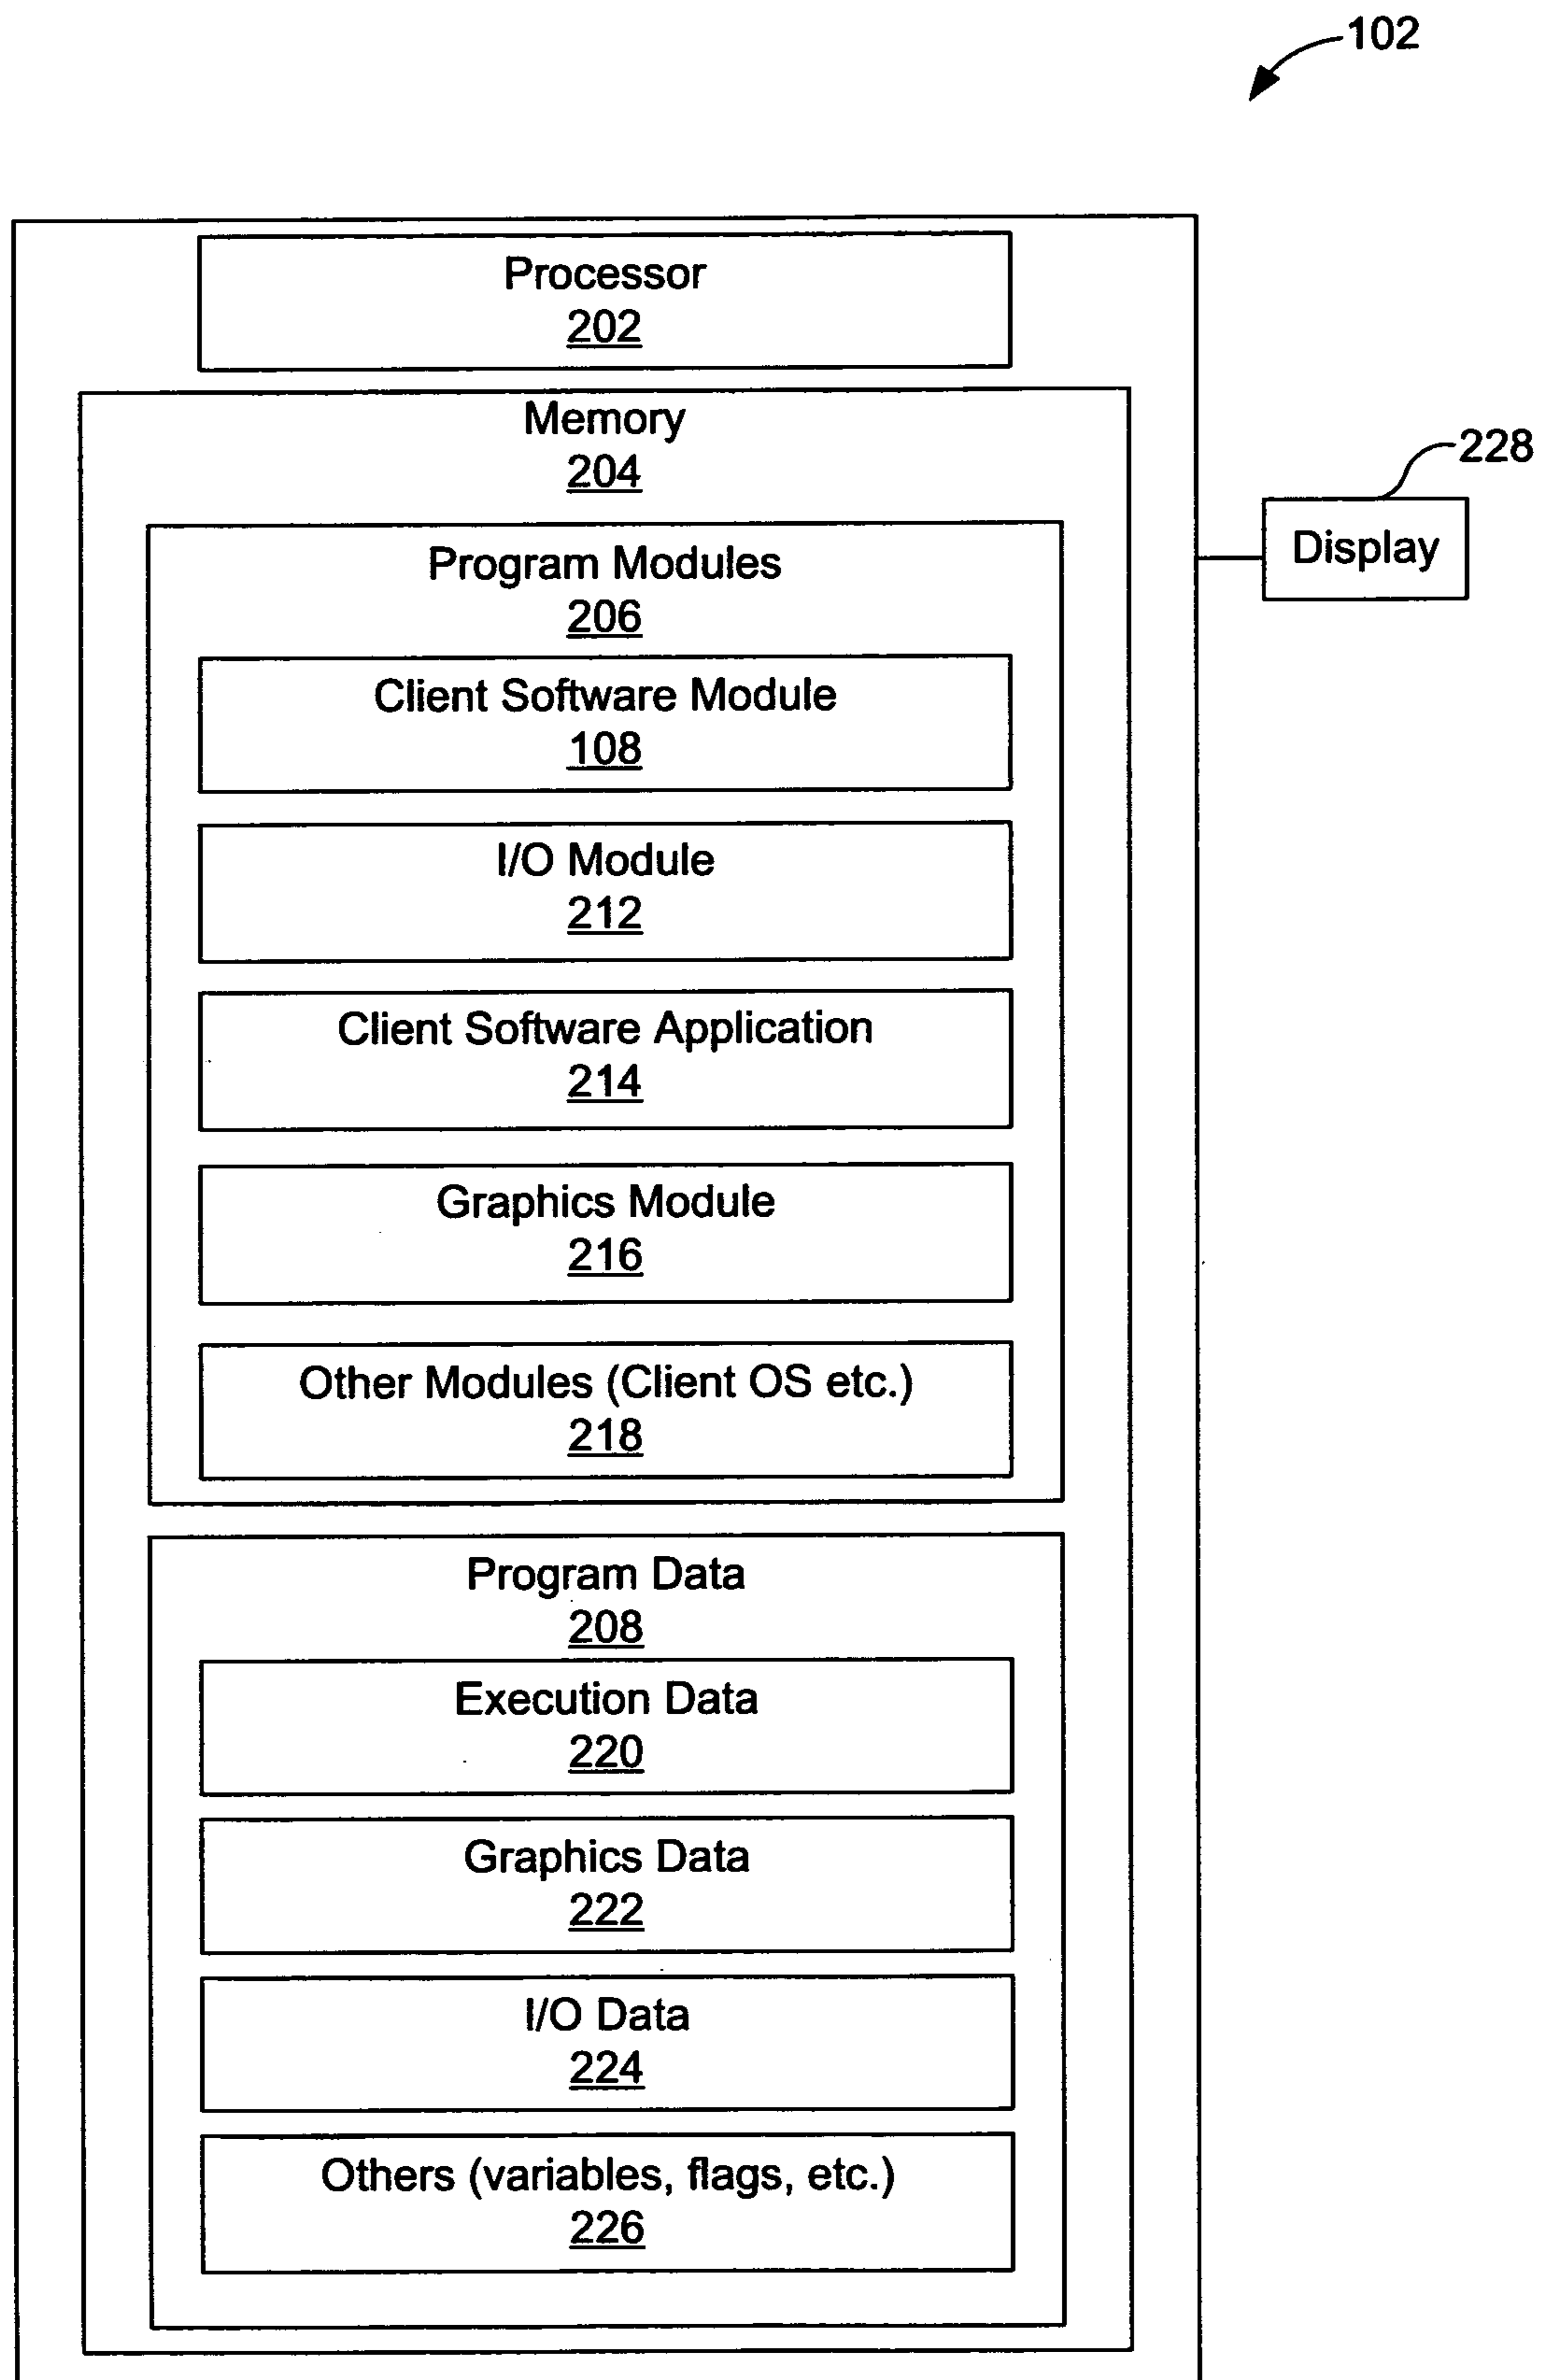 102
Processor
202
Memory
204
228
Display
Program Modules
206
Client Software Module
108
I/O Module
212
Client Software Application
214
Graphics Module
216
Other Modules (Client OS etc.)
218
Program Data
208
Execution Data
220
Graphics Data
222
I/O Data
224
Others (variables, flags, etc.)
226